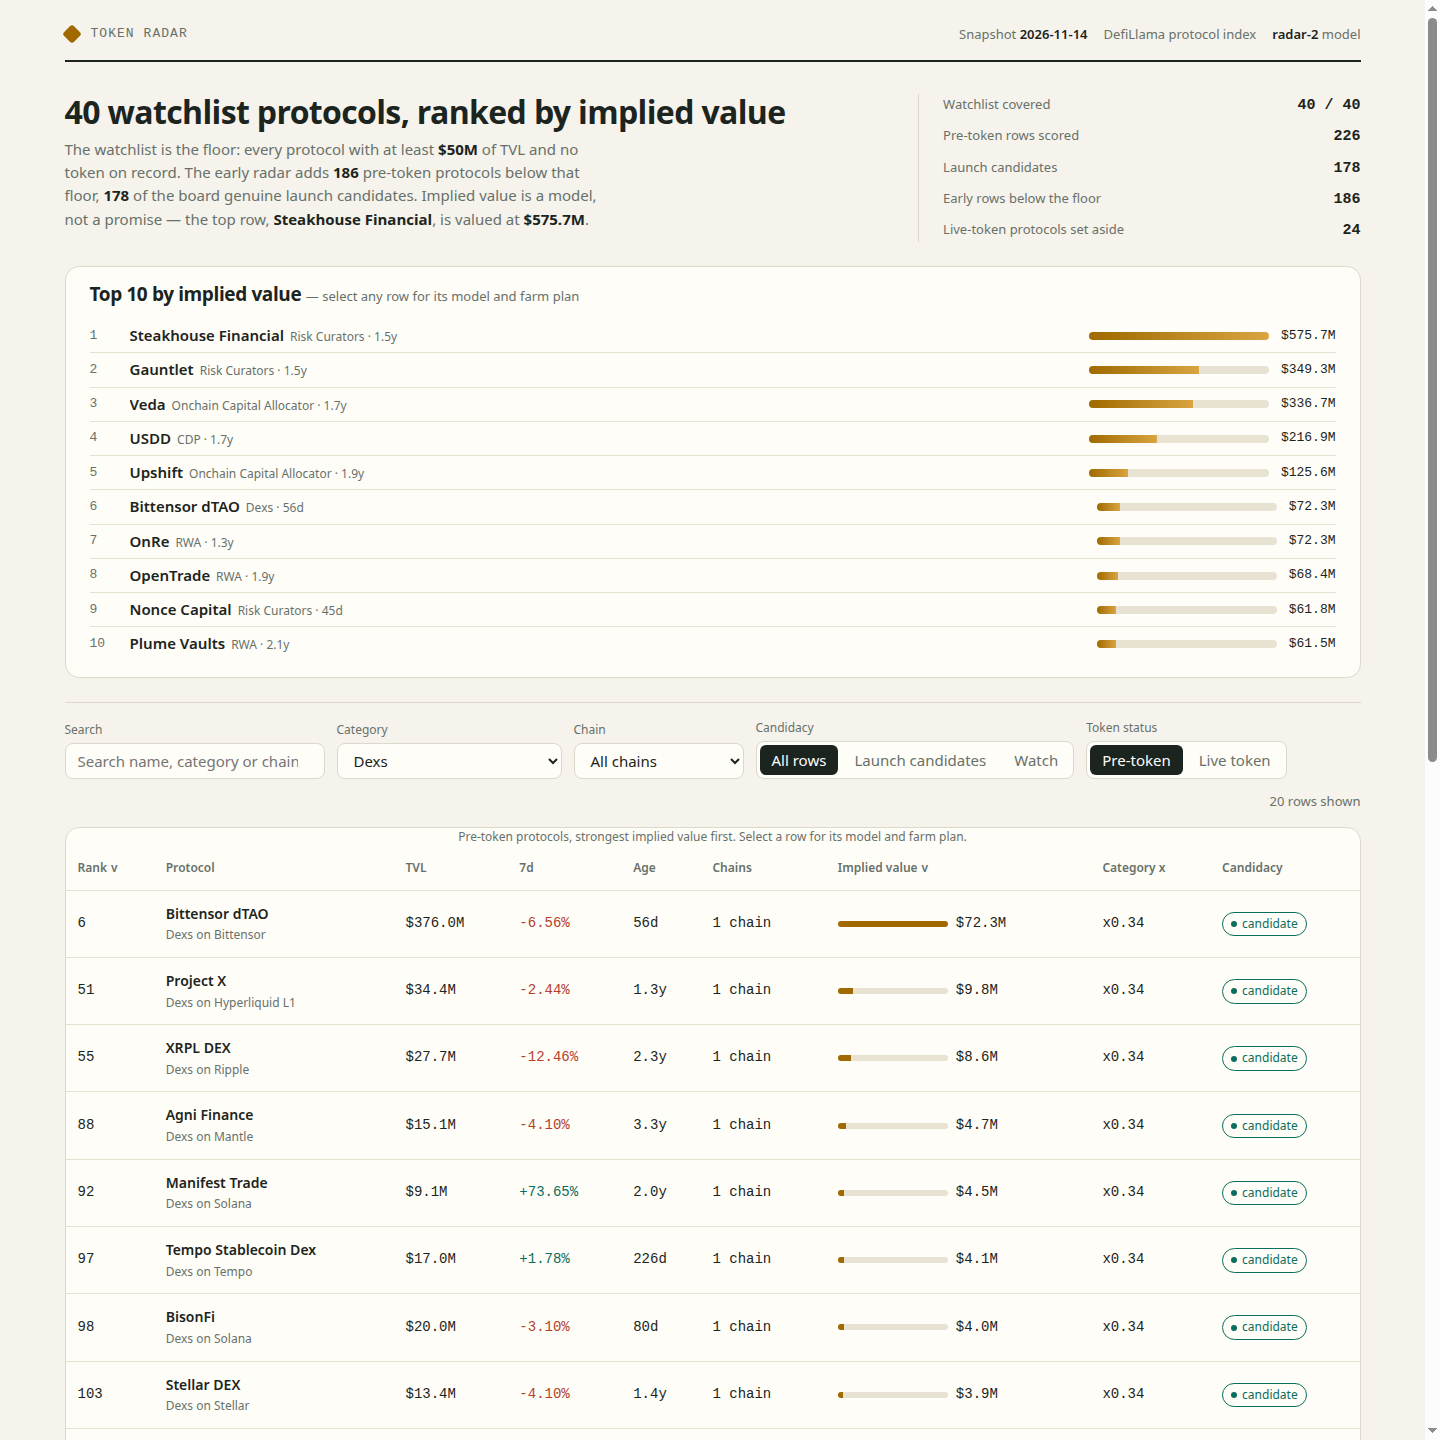 TOKEN RADAR
Snapshot 2026-11-14 DefiLlama protocol index radar-2 model
40 watchlist protocols, ranked by implied value
The watchlist is the floor: every protocol with at least $50M of TVL and no
token on record. The early radar adds 186 pre-token protocols below that
floor, 178 of the board genuine launch candidates. Implied value is a model,
not a promise — the top row, Steakhouse Financial, is valued at $575.7M.
Watchlist covered 40 / 40
Pre-token rows scored 226
Launch candidates 178
Early rows below the floor 186
Live-token protocols set aside 24
Top 10 by implied value — select any row for its model and farm plan
1 Steakhouse Financial Risk Curators · 1.5y $575.7M
2 Gauntlet Risk Curators · 1.5y $349.3M
3 Veda Onchain Capital Allocator · 1.7y $336.7M
4 USDD CDP · 1.7y $216.9M
5 Upshift Onchain Capital Allocator · 1.9y $125.6M
6 Bittensor dTAO Dexs · 56d $72.3M
7 OnRe RWA · 1.3y $72.3M
8 OpenTrade RWA · 1.9y $68.4M
9 Nonce Capital Risk Curators · 45d $61.8M
10 Plume Vaults RWA · 2.1y $61.5M
Search Category Chain Candidacy Token status
Search name, category or chain Dexs All chains All rows Launch candidates Watch Pre-token Live token
20 rows shown
Pre-token protocols, strongest implied value first. Select a row for its model and farm plan.
Rank v Protocol TVL 7d Age Chains Implied value v Category x Candidacy
6 Bittensor dTAO $376.0M -6.56% 56d 1 chain $72.3M x0.34 candidate
Dexs on Bittensor
51 Project X $34.4M -2.44% 1.3y 1 chain $9.8M x0.34 candidate
Dexs on Hyperliquid L1
55 XRPL DEX $27.7M -12.46% 2.3y 1 chain $8.6M x0.34 candidate
Dexs on Ripple
88 Agni Finance $15.1M -4.10% 3.3y 1 chain $4.7M x0.34 candidate
Dexs on Mantle
92 Manifest Trade $9.1M +73.65% 2.0y 1 chain $4.5M x0.34 candidate
Dexs on Solana
97 Tempo Stablecoin Dex $17.0M +1.78% 226d 1 chain $4.1M x0.34 candidate
Dexs on Tempo
98 BisonFi $20.0M -3.10% 80d 1 chain $4.0M x0.34 candidate
Dexs on Solana
103 Stellar DEX $13.4M -4.10% 1.4y 1 chain $3.9M x0.34 candidate
Dexs on Stellar